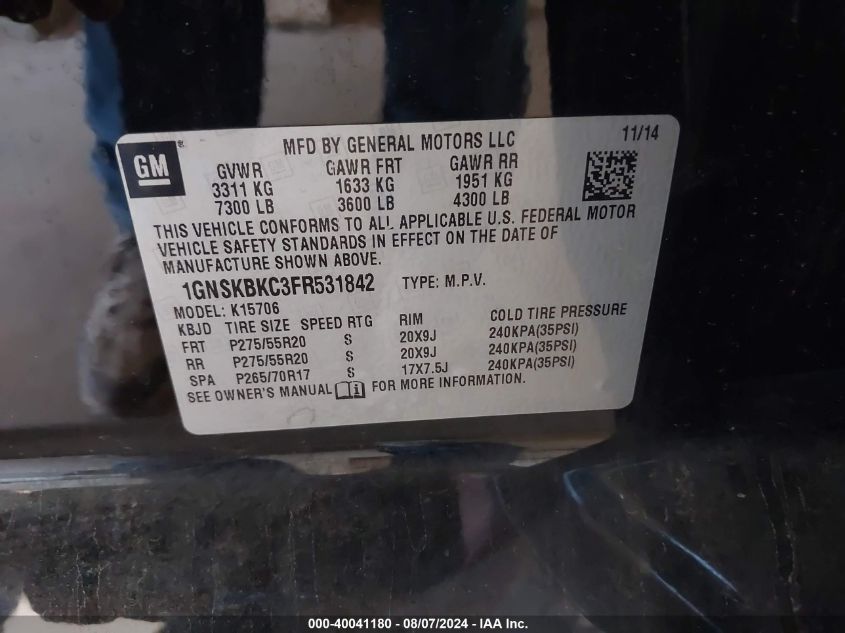 GM
MFD BY GENERAL MOTORS LLC 11/14
GVWR GAWR FRT GAWR RR
3311 KG 1633 KG 1951 KG
7300 LB 3600 LB 4300 LB
THIS VEHICLE CONFORMS TO ALL APPLICABLE U.S. FEDERAL MOTOR
VEHICLE SAFETY STANDARDS IN EFFECT ON THE DATE OF
MANUFACTURE SHOWN ABOVE.
1GNSKBKC3FR531842 TYPE: M.P.V.
MODEL: K15706
KBJD TIRE SIZE SPEED RTG RIM COLD TIRE PRESSURE
FRT P275/55R20 S 20X9J 240KPA(35PSI)
RR P275/55R20 S 20X9J 240KPA(35PSI)
SPA P265/70R17 S 17X7.5J 240KPA(35PSI)
SEE OWNER'S MANUAL FOR MORE INFORMATION.
000-40041180 - 08/07/2024 - IAA Inc.